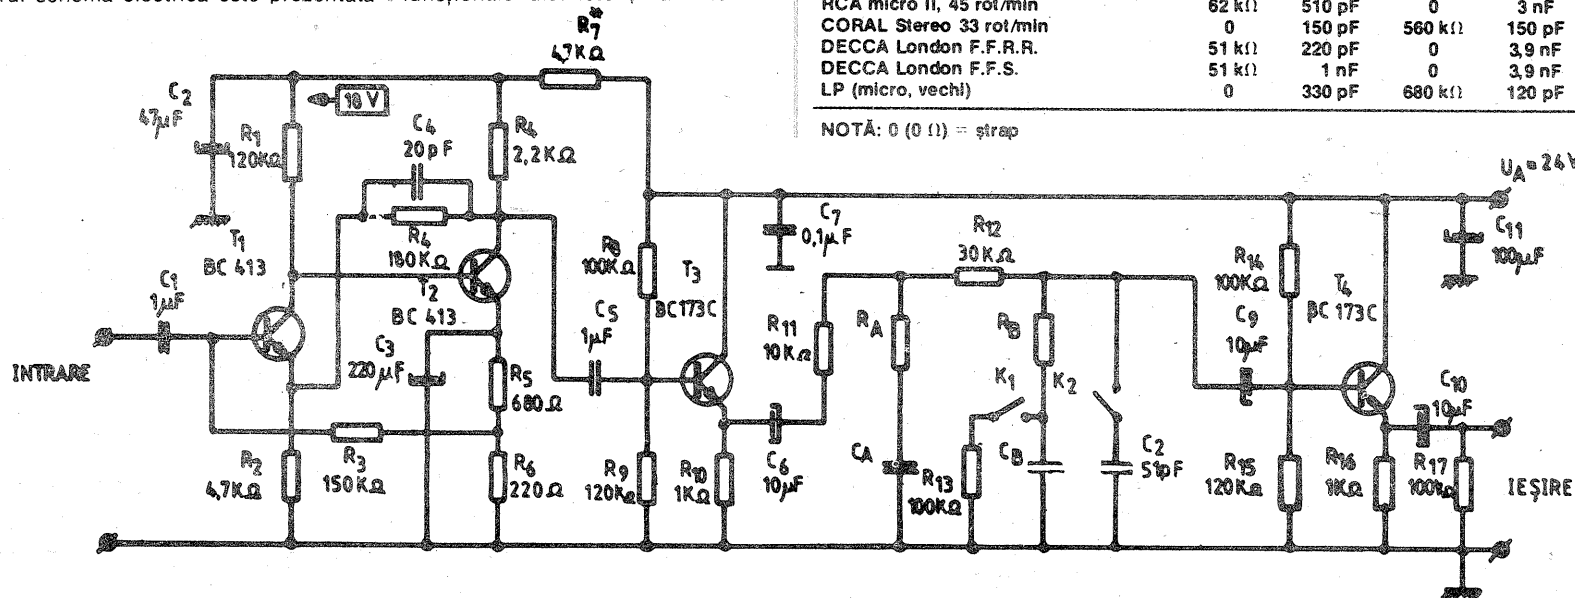 schema electrică este prezentată
RCA micro II, 45 rot/min 62 kΩ 510 pF 0 3 nF
CORAL Stereo 33 rot/min 0 150 pF 560 kΩ 150 pF
DECCA London F.F.R.R. 51 kΩ 220 pF 0 3,9 nF
DECCA London F.F.S. 51 kΩ 1 nF 0 3,9 nF
LP (micro, vechi) 0 330 pF 680 kΩ 120 pF
NOTĂ: 0 (0 Ω) = ștrap
R7*
4,7KΩ
C2
47µF
18 V
R1
120KΩ
C4
20pF
R4
2,2KΩ
UA = 24V
T1
BC 413
R4
180KΩ
T2
BC 413
C1
1µF
INTRARE
C3
220µF
R5
680Ω
R2
4,7KΩ
R3
150KΩ
R6
220Ω
C5
1µF
R8
100KΩ
T3
BC173C
C7
0,1µF
R12
30KΩ
R11
10KΩ
RA
RB
K1
K2
R9
120KΩ
R10
1KΩ
C6
10µF
CA
R13
100KΩ
CB
C2
51pF
R14
100KΩ
C9
10µF
T4
BC 173C
C11
100µF
C10
10µF
R15
120KΩ
R16
1KΩ
R17
100KΩ
IEȘIRE